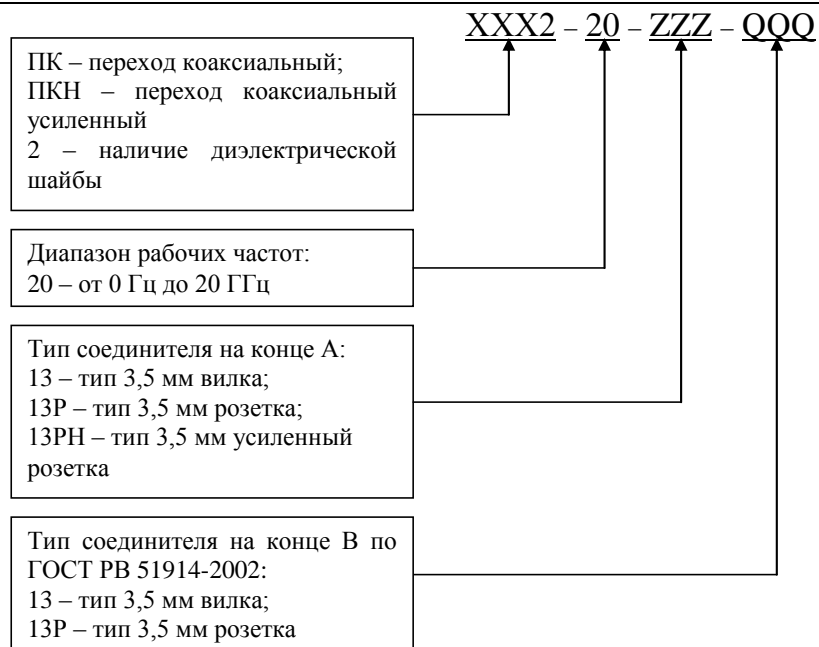 XXX2 – 20 – ZZZ – QQQ
ПК – переход коаксиальный;
ПКН – переход коаксиальный
усиленный
2 – наличие диэлектрической
шайбы
Диапазон рабочих частот:
20 – от 0 Гц до 20 ГГц
Тип соединителя на конце А:
13 – тип 3,5 мм вилка;
13Р – тип 3,5 мм розетка;
13РН – тип 3,5 мм усиленный
розетка
Тип соединителя на конце В по
ГОСТ РВ 51914-2002:
13 – тип 3,5 мм вилка;
13Р – тип 3,5 мм розетка